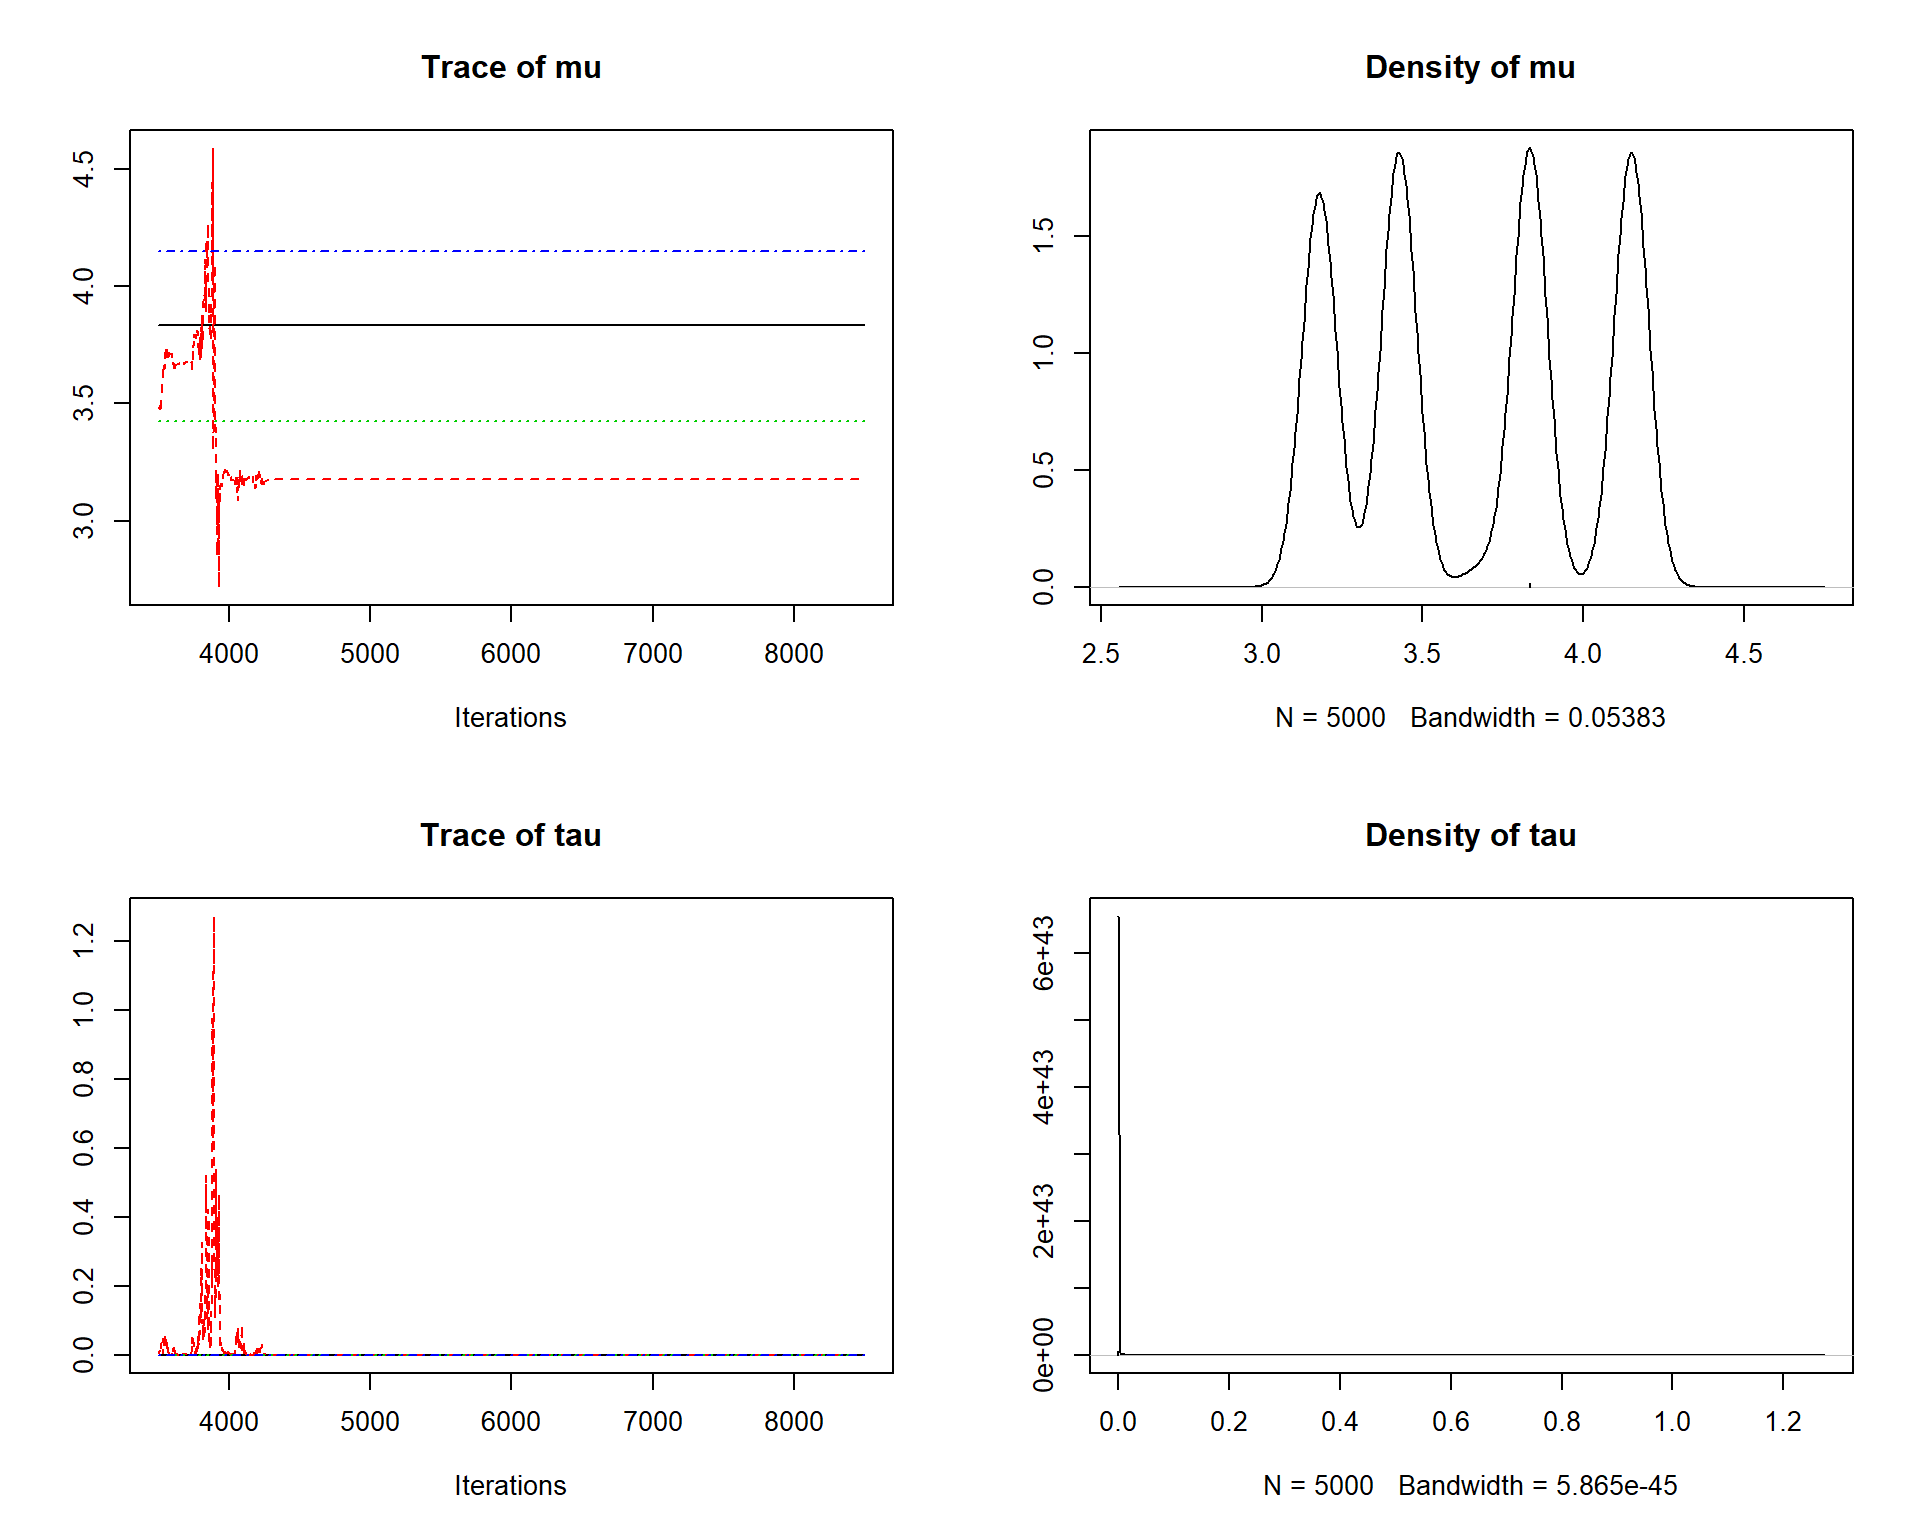 Trace of mu
4.5
4.0
3.5
3.0
4000 5000 6000 7000 8000
Iterations
Density of mu
1.5
1.0
0.5
0.0
2.5 3.0 3.5 4.0 4.5
N = 5000 Bandwidth = 0.05383
Trace of tau
1.2
1.0
0.8
0.6
0.4
0.2
0.0
4000 5000 6000 7000 8000
Iterations
Density of tau
6e+43
4e+43
2e+43
0e+00
0.0 0.2 0.4 0.6 0.8 1.0 1.2
N = 5000 Bandwidth = 5.865e-45